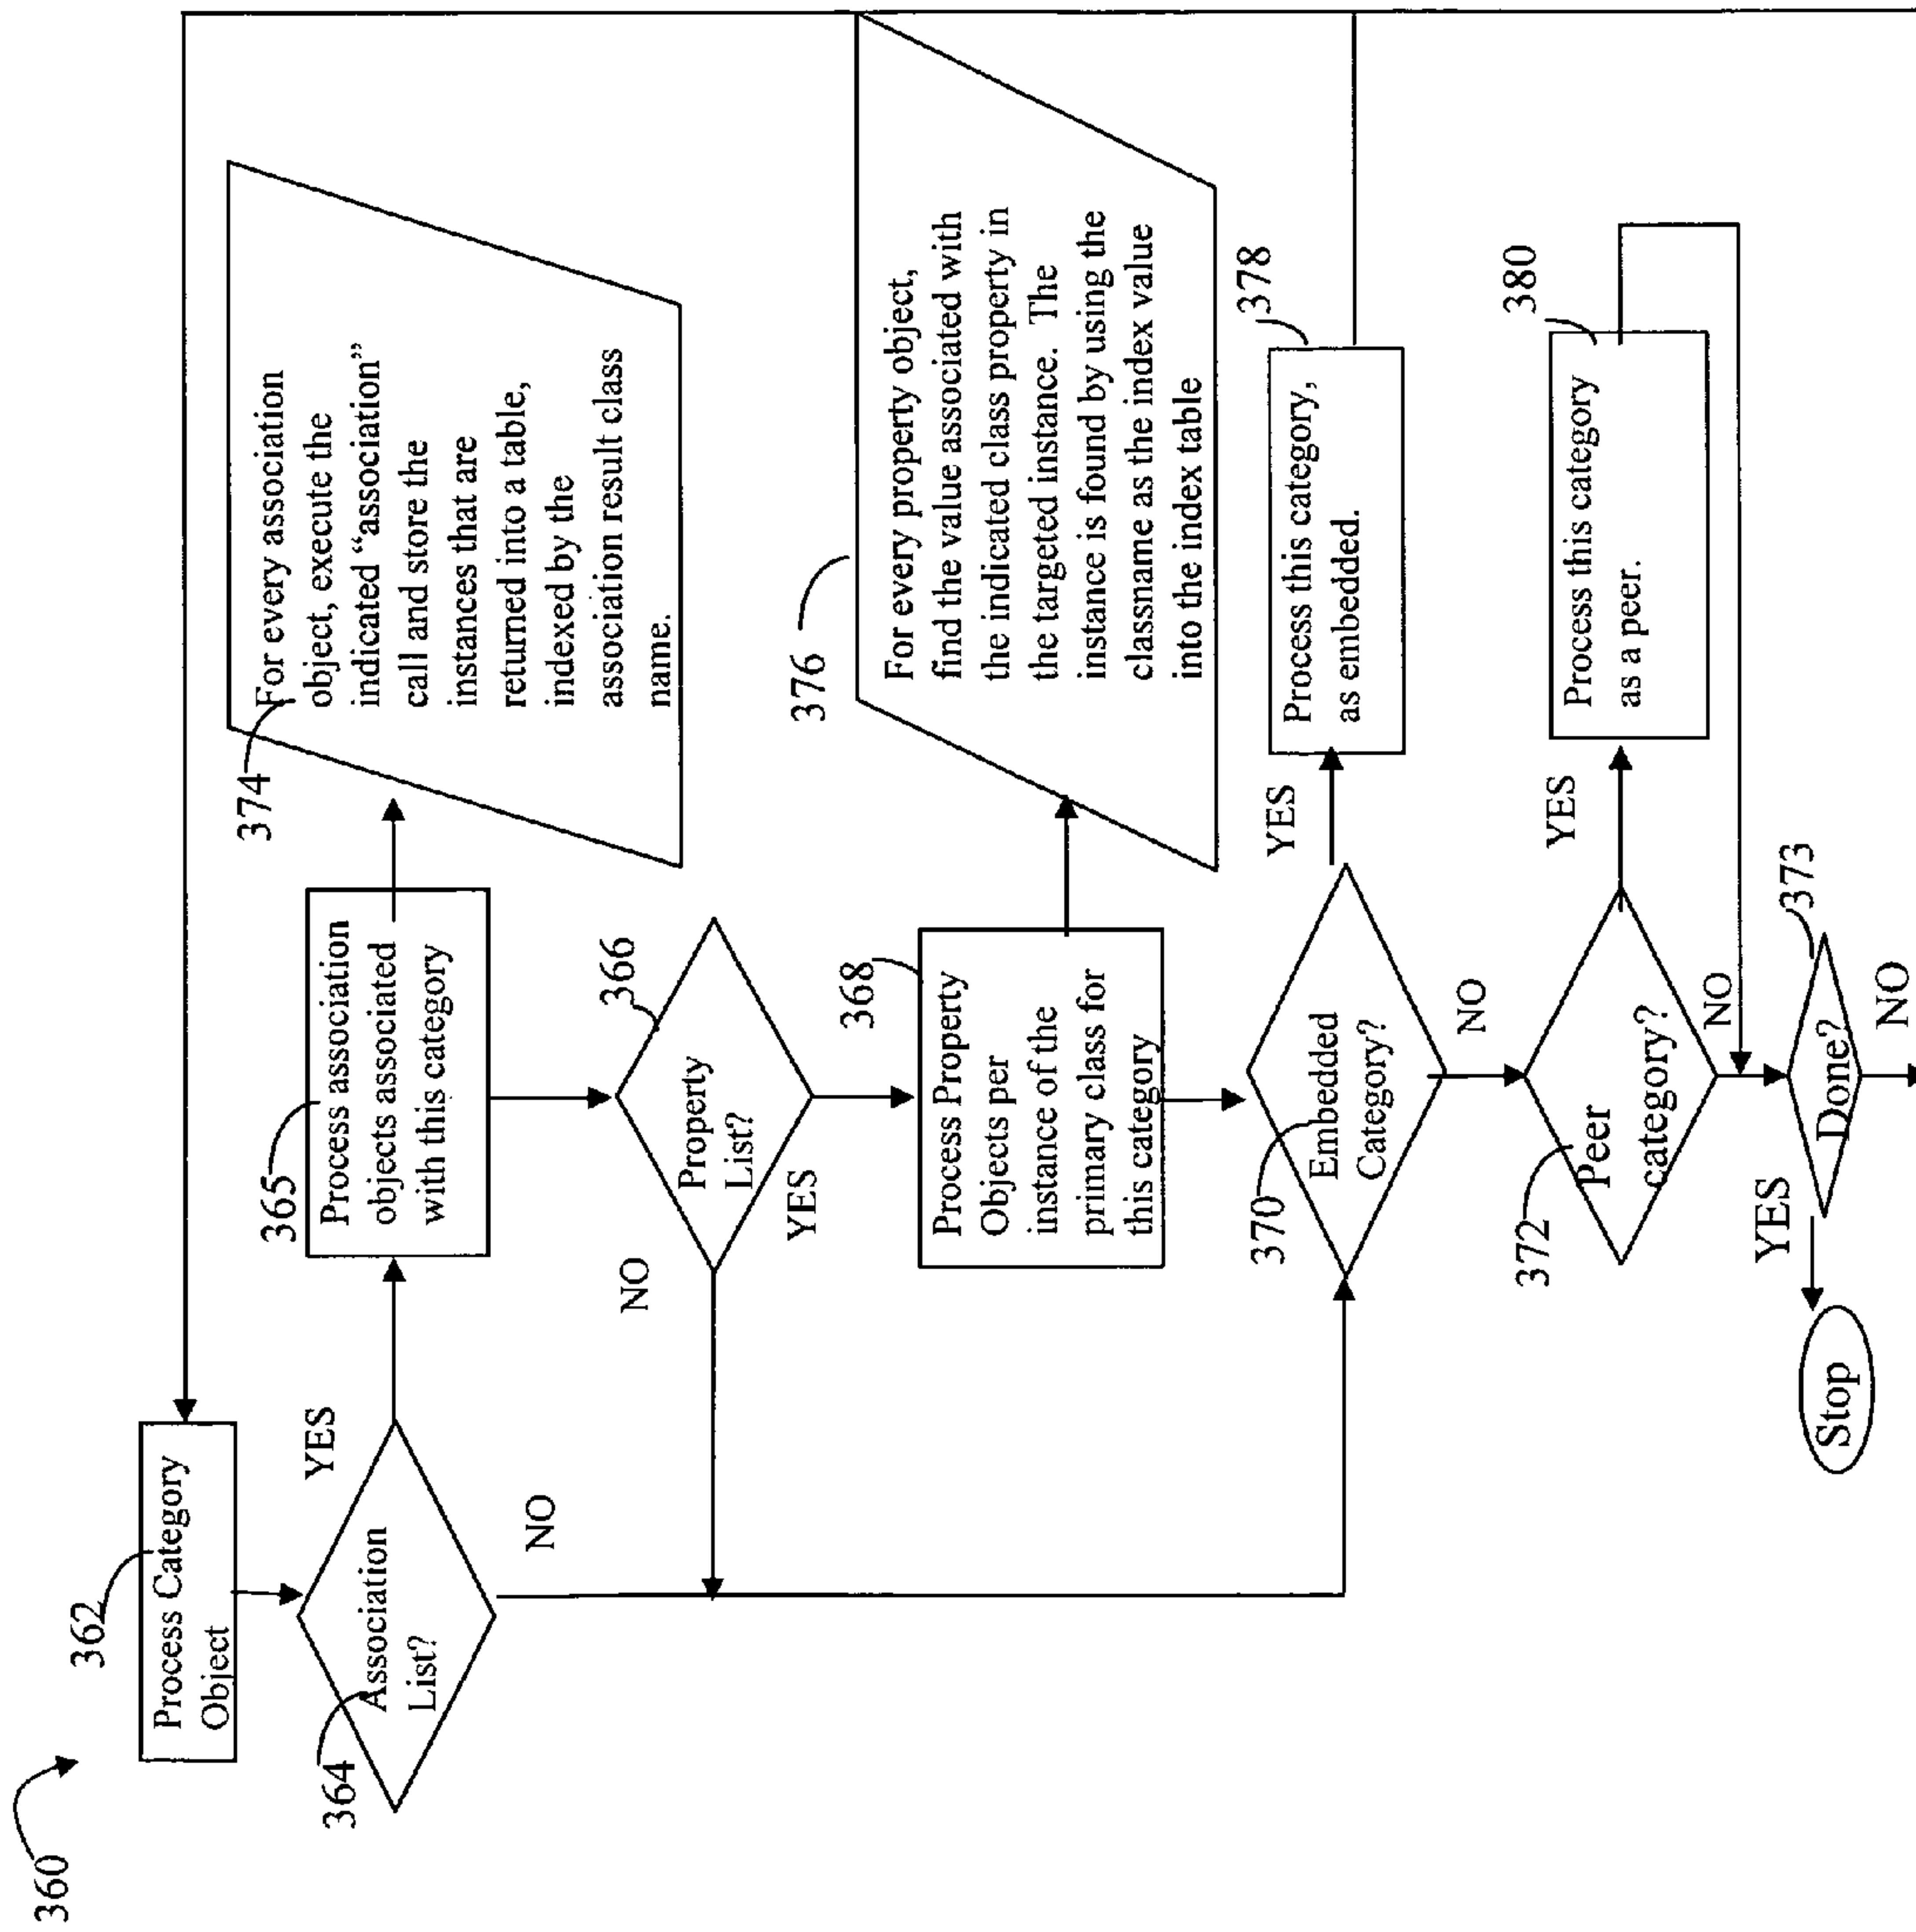 360
362
Process Category
Object
364
Association
List?
YES
NO
365
Process association
objects associated
with this category
374
For every association
object, execute the
indicated “association”
call and store the
instances that are
returned into a table,
indexed by the
association result class
name.
366
Property
List?
NO
YES
368
Process Property
Objects per
instance of the
primary class for
this category
376
For every property object,
find the value associated with
the indicated class property in
the targeted instance. The
instance is found by using the
classname as the index value
into the index table
370
Embedded
Category?
YES
NO
378
Process this category,
as embedded.
372
Peer
category?
YES
NO
380
Process this category
as a peer.
373
Done?
YES
NO
Stop